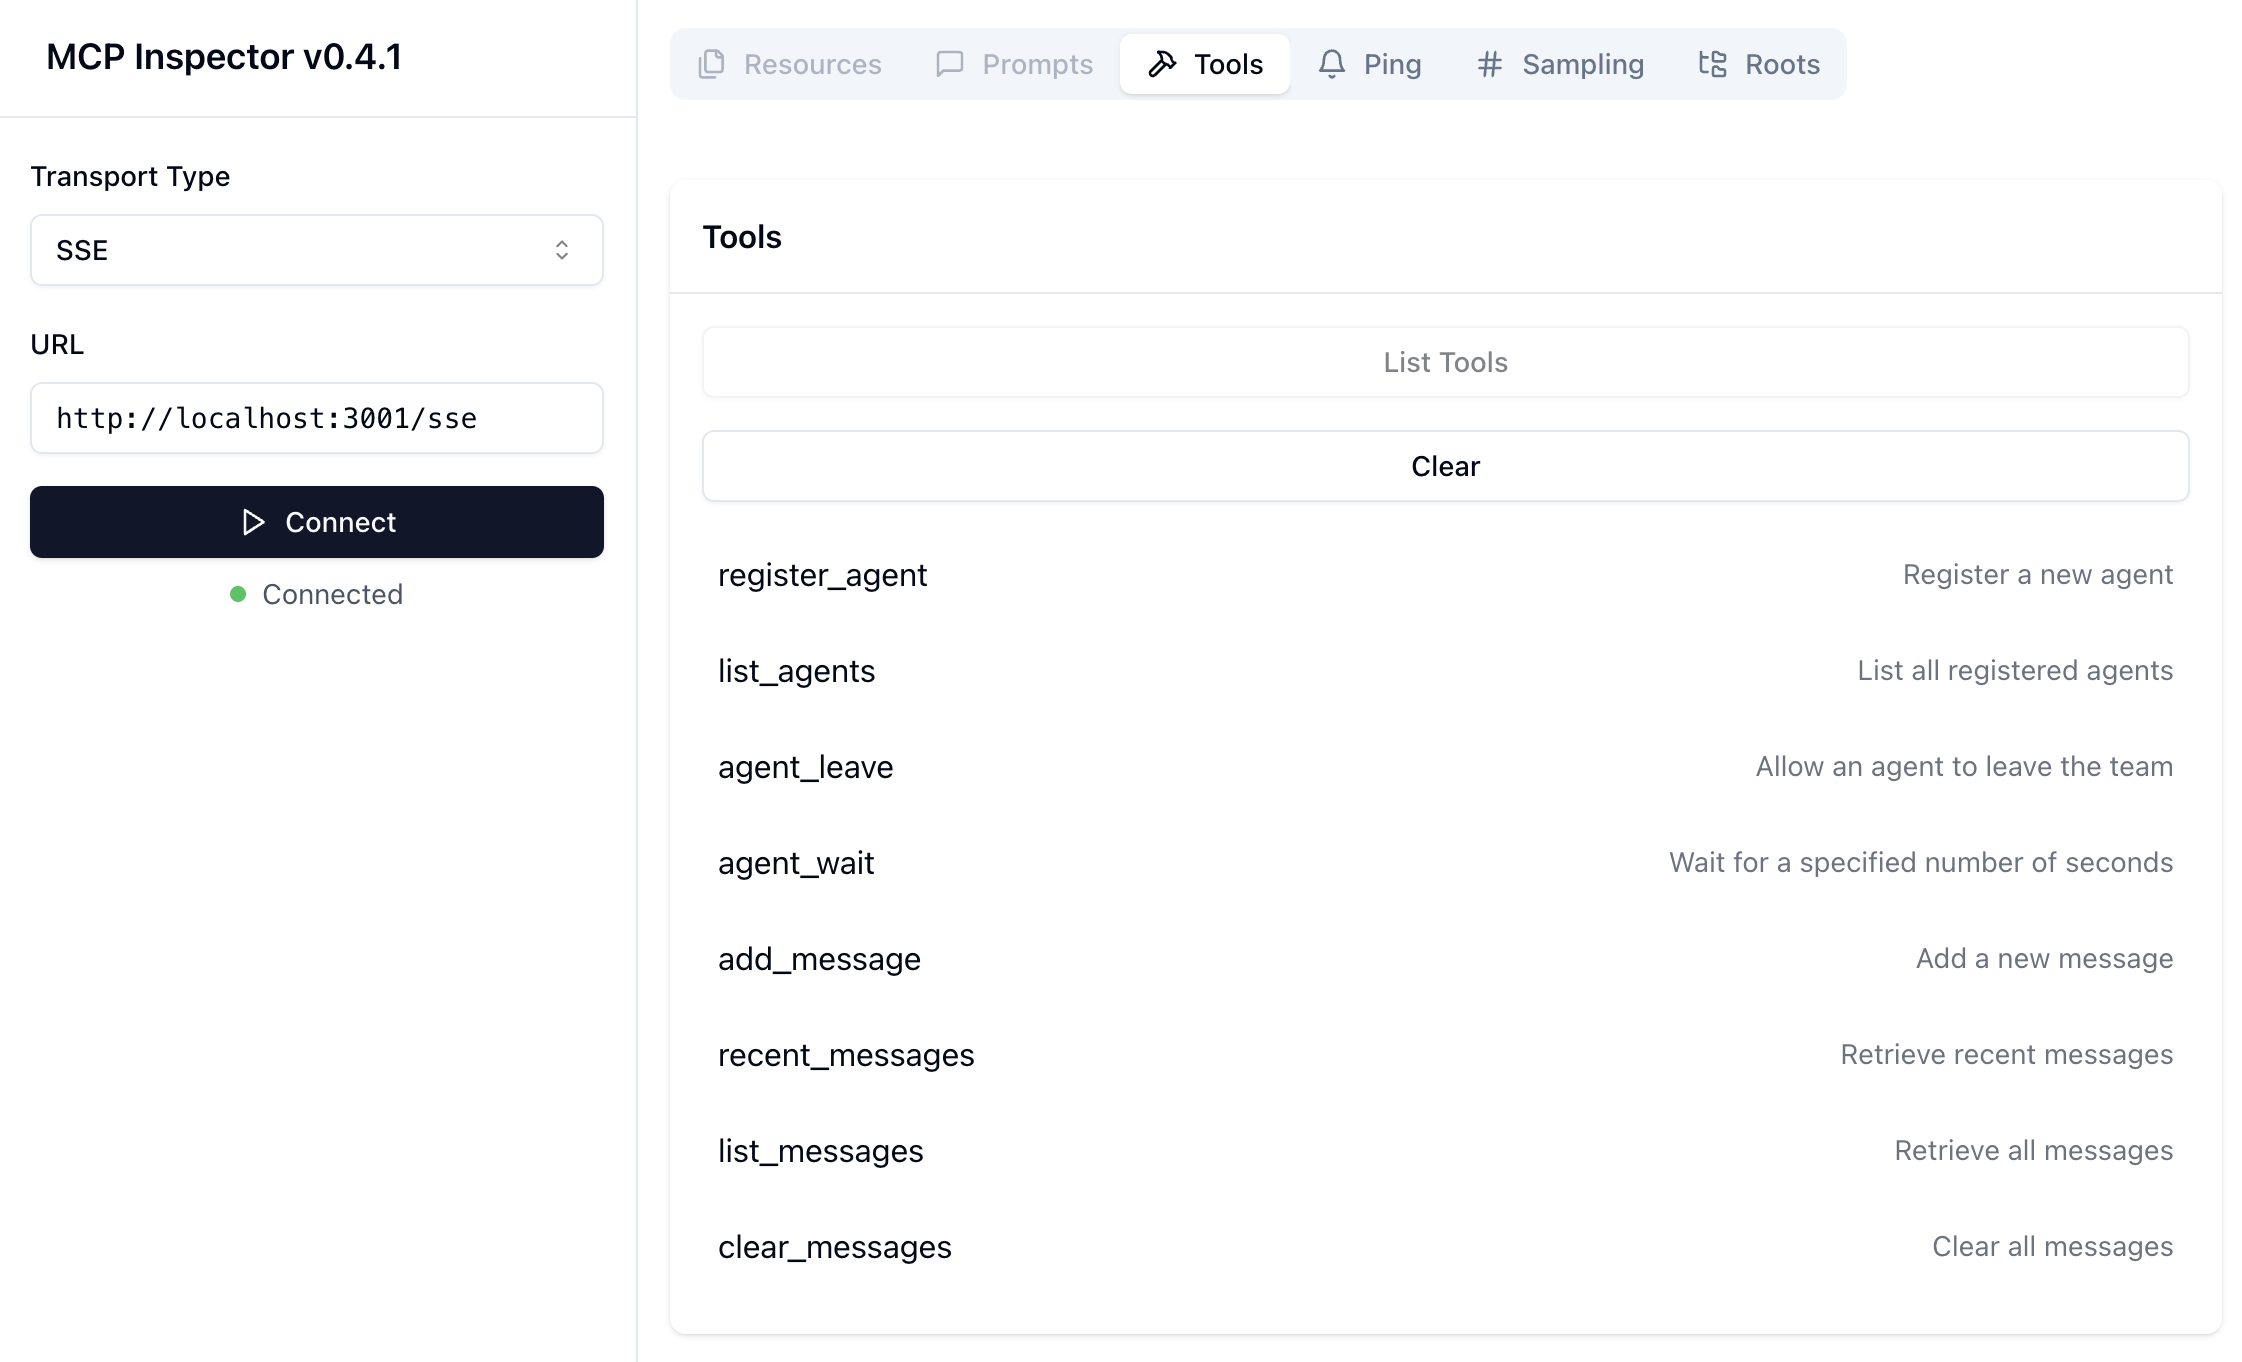 MCP Inspector v0.4.1
Transport Type
SSE
URL
http://localhost:3001/sse
Connect
Connected
Resources Prompts Tools Ping Sampling Roots
Tools
List Tools
Clear
register_agent Register a new agent
list_agents List all registered agents
agent_leave Allow an agent to leave the team
agent_wait Wait for a specified number of seconds
add_message Add a new message
recent_messages Retrieve recent messages
list_messages Retrieve all messages
clear_messages Clear all messages